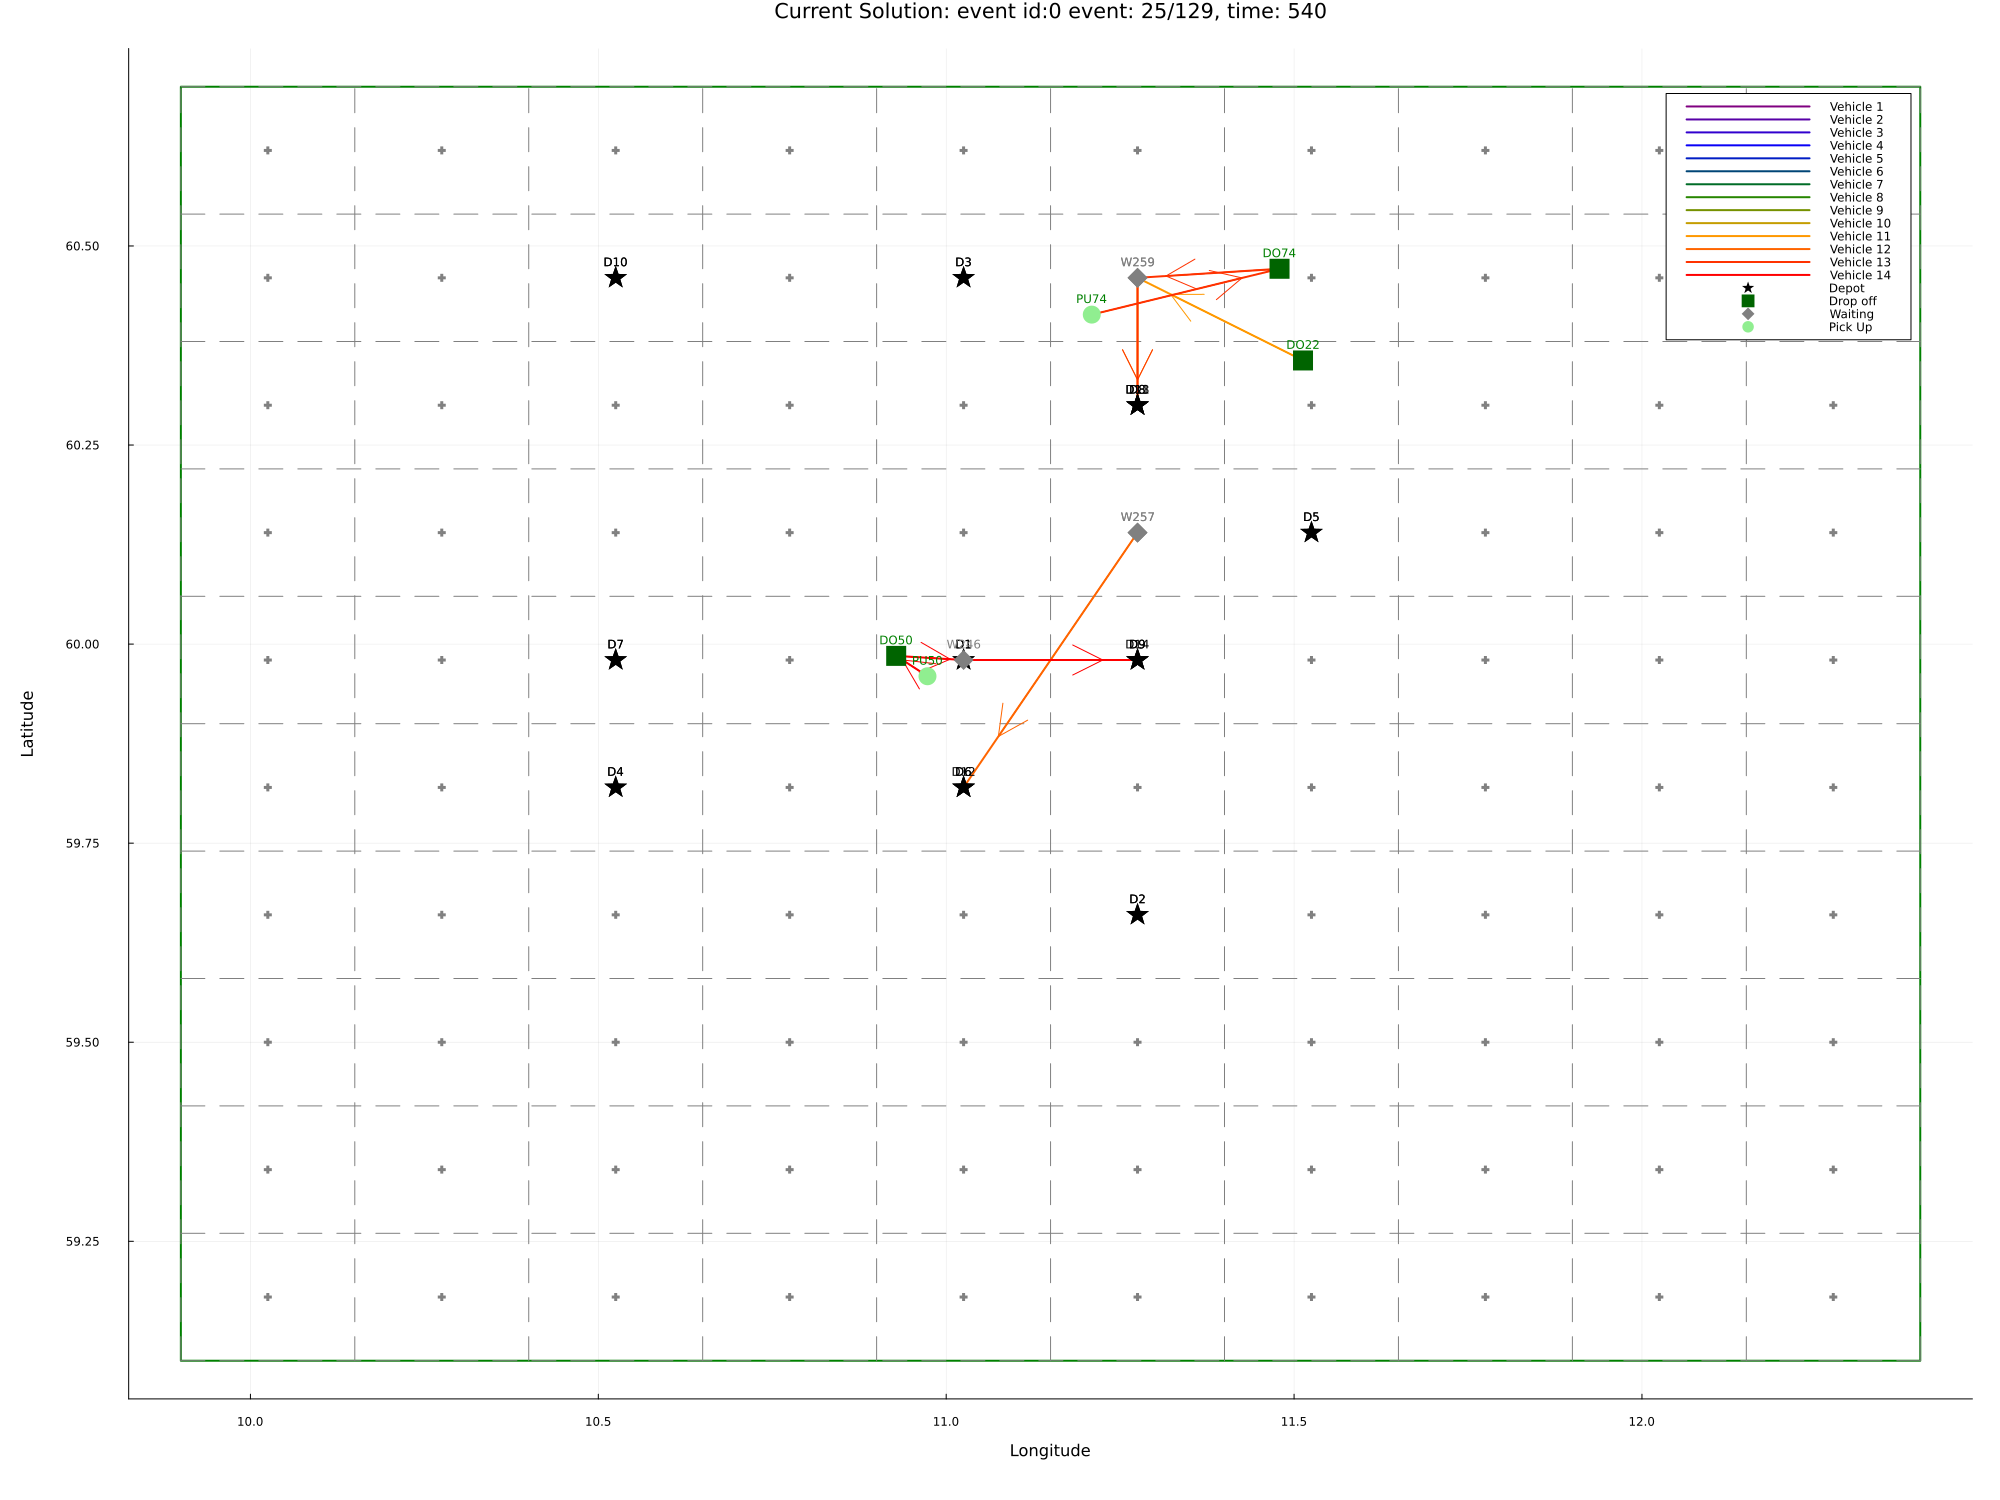 Current Solution: event id:0 event: 25/129, time: 540
Vehicle 1
Vehicle 2
Vehicle 3
Vehicle 4
Vehicle 5
Vehicle 6
Vehicle 7
Vehicle 8
Vehicle 9
Vehicle 10
Vehicle 11
Vehicle 12
Vehicle 13
Vehicle 14
Depot
Drop off
Waiting
Pick Up
60.50
60.25
60.00
59.75
59.50
59.25
Latitude
D10
D3
W259
DO74
PU74
DO22
W257
D5
D7
DO50
D1
PU50
D9
D4
D6
D2
10.0
10.5
11.0
11.5
12.0
Longitude